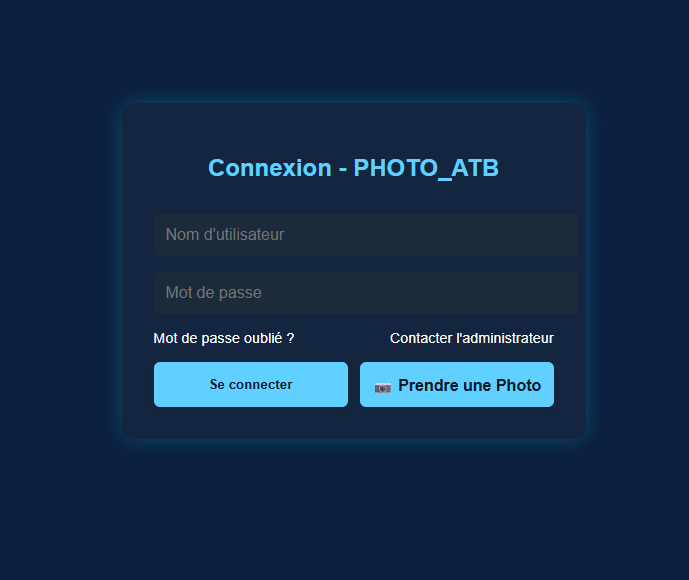 Connexion - PHOTO_ATB
Nom d'utilisateur
Mot de passe
Mot de passe oublié ? Contacter l'administrateur
Se connecter 📷 Prendre une Photo